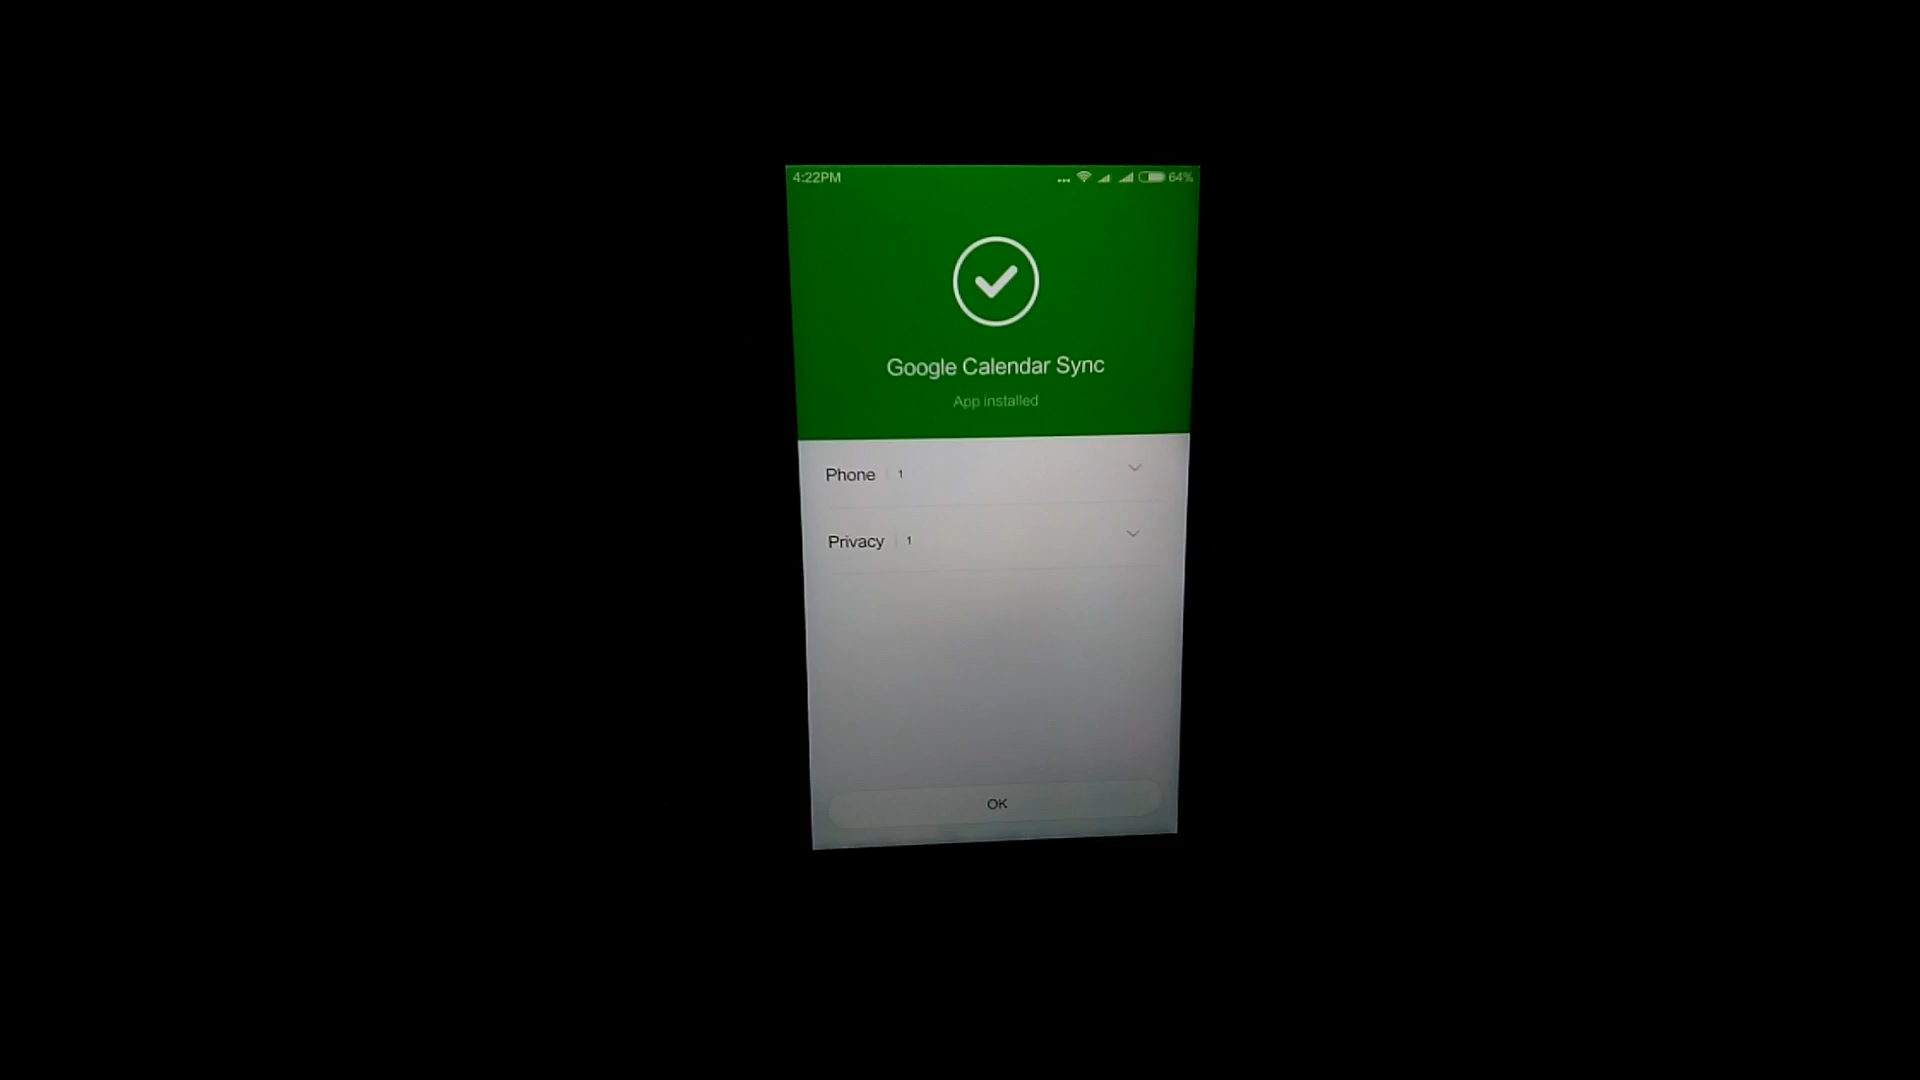 4:22PM ... 64%
Google Calendar Sync
App installed
Phone 1
Privacy 1
OK